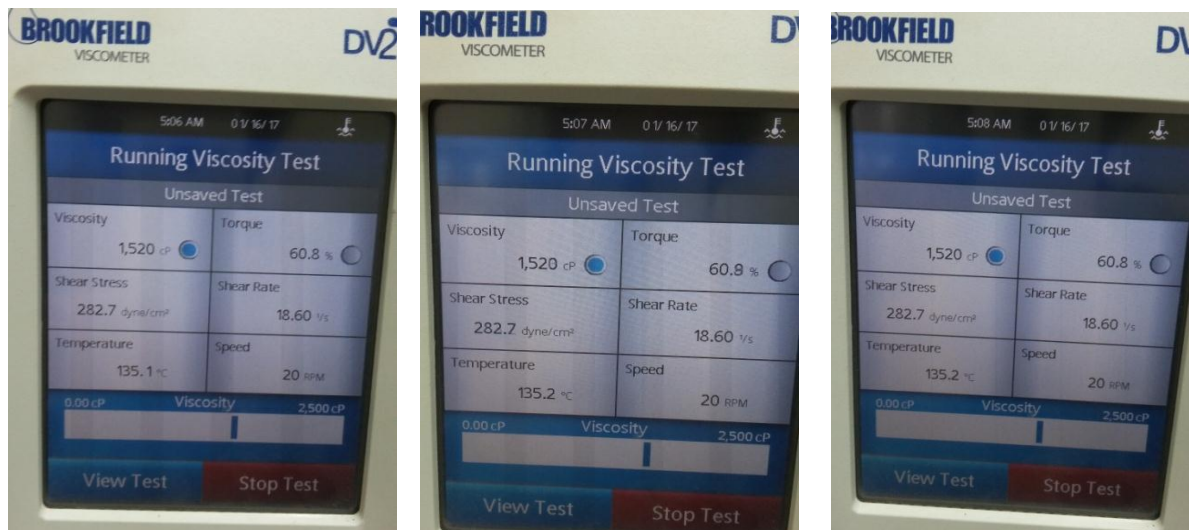 BROOKFIELD
VISCOMETER
DV2
5:06 AM 01/16/17
Running Viscosity Test
Unsaved Test
Viscosity Torque
1,520 cP 60.8 %
Shear Stress Shear Rate
282.7 dyne/cm² 18.60 1/s
Temperature Speed
135.1 °C 20 RPM
0.00 cP Viscosity 2,500 cP
View Test Stop Test
ROOKFIELD
VISCOMETER
D
5:07 AM 01/16/17
Running Viscosity Test
Unsaved Test
Viscosity Torque
1,520 cP 60.8 %
Shear Stress Shear Rate
282.7 dyne/cm² 18.60 1/s
Temperature Speed
135.2 °C 20 RPM
0.00 cP Viscosity 2,500 cP
View Test Stop Test
BROOKFIELD
VISCOMETER
DV
5:08 AM 01/16/17
Running Viscosity Test
Unsaved Test
Viscosity Torque
1,520 cP 60.8 %
Shear Stress Shear Rate
282.7 dyne/cm² 18.60 1/s
Temperature Speed
135.2 °C 20 RPM
0.00 cP Viscosity 2,500 cP
View Test Stop Test